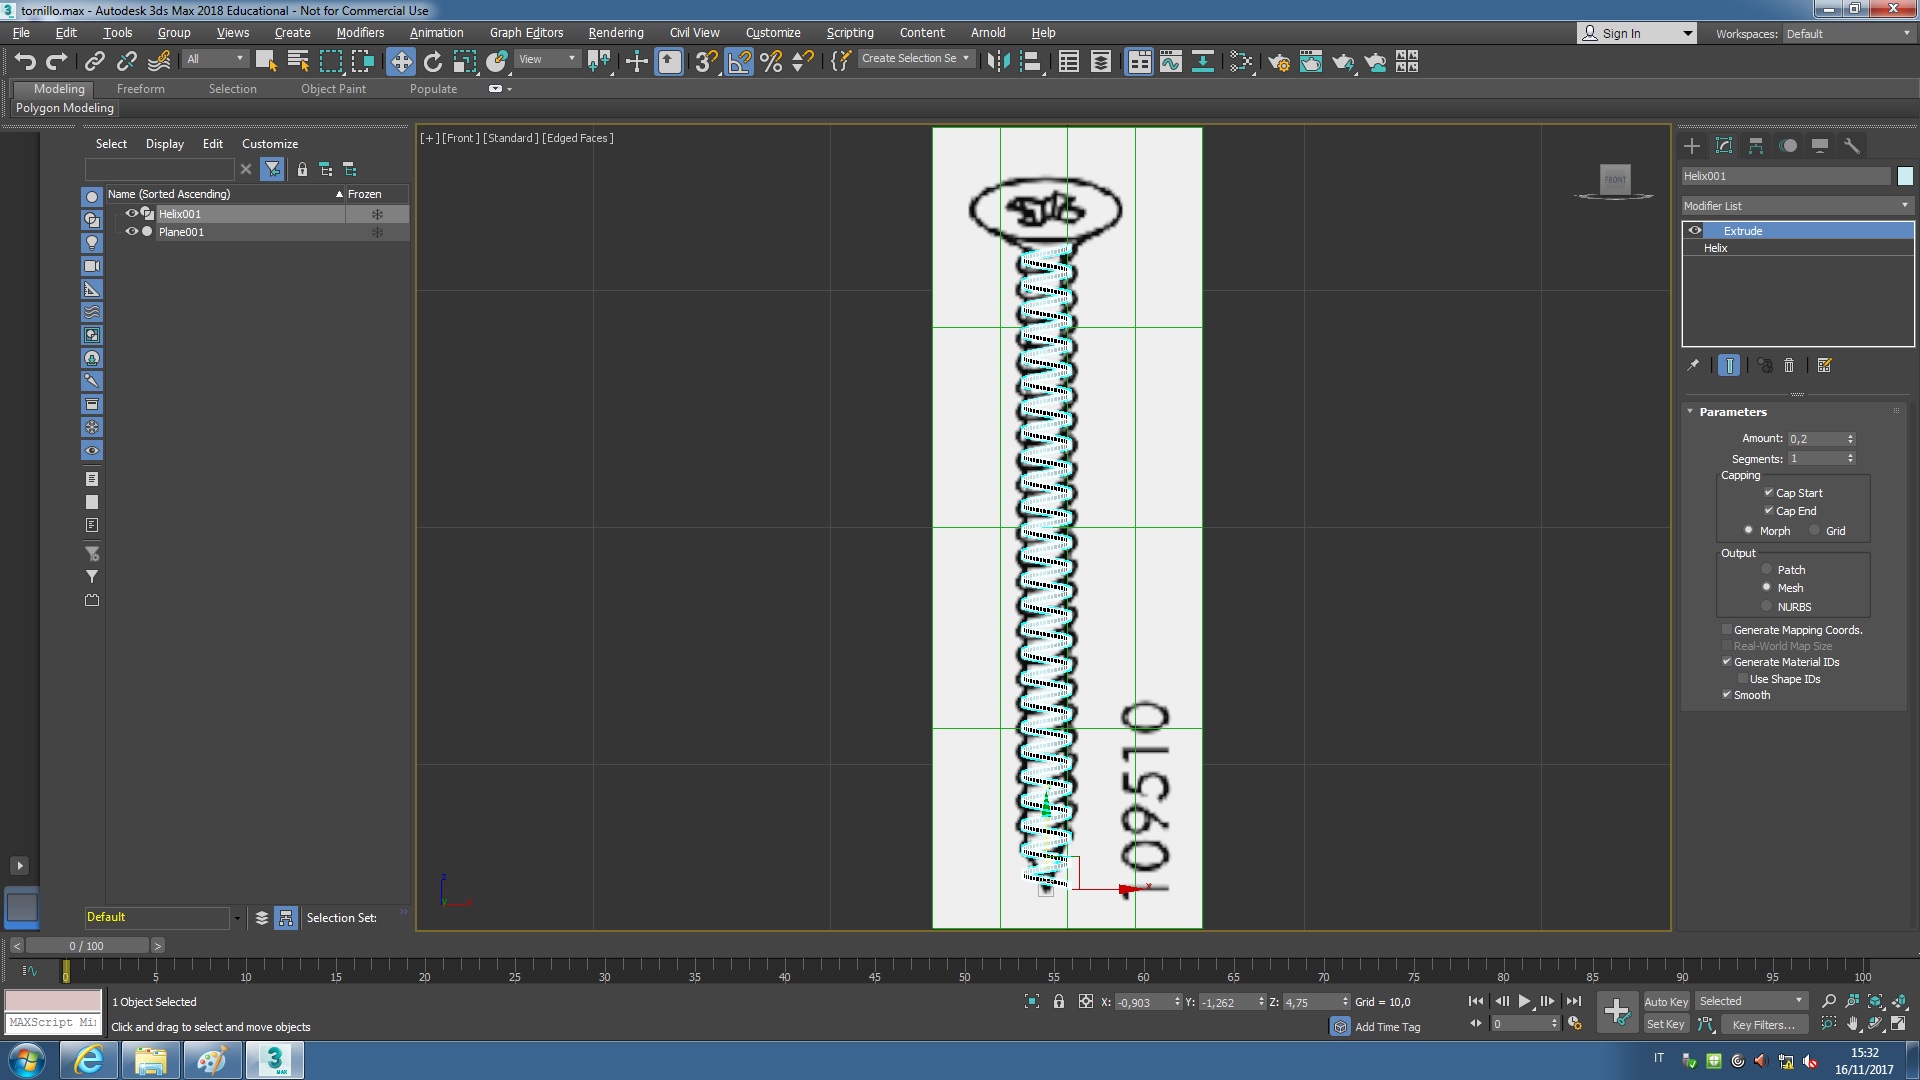 tornillo.max - Autodesk 3ds Max 2018 Educational - Not for Commercial Use
File Edit Tools Group Views Create Modifiers Animation Graph Editors Rendering Civil View Customize Scripting Content Arnold Help
Sign In
Workspaces: Default
All
View
Create Selection Se
Modeling Freeform Selection Object Paint Populate
Polygon Modeling
Select Display Edit Customize
Name (Sorted Ascending) Frozen
Helix001
Plane001
Default
Selection Set:
[+] [Front] [Standard] [Edged Faces]
FRONT
109510
Helix001
Modifier List
Extrude
Helix
Parameters
Amount: 0,2
Segments: 1
Capping
Cap Start
Cap End
Morph Grid
Output
Patch
Mesh
NURBS
Generate Mapping Coords.
Real-World Map Size
Generate Material IDs
Use Shape IDs
Smooth
< 0 / 100 >
0 5 10 15 20 25 30 35 40 45 50 55 60 65 70 75 80 85 90 95 100
1 Object Selected
MAXScript Mi
Click and drag to select and move objects
X: -0,903 Y: -1,262 Z: 4,75 Grid = 10,0
Add Time Tag
0
Auto Key Selected
Set Key Key Filters...
IT
15:32
16/11/2017